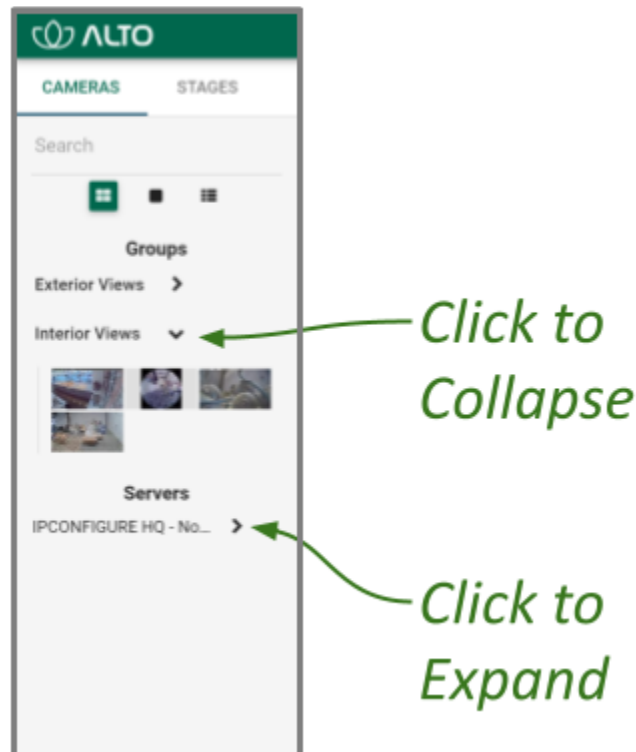 ALTO
CAMERAS STAGES
Search
Groups
Exterior Views
Interior Views
Click to
Collapse
Servers
IPCONFIGURE HQ - No...
Click to
Expand